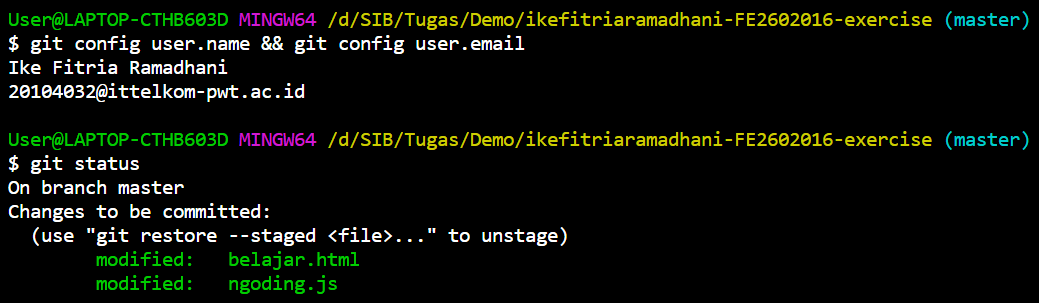 User@LAPTOP-CTHB603D MINGW64 /d/SIB/Tugas/Demo/ikefitriaramadhani-FE2602016-exercise (master)
$ git config user.name && git config user.email
Ike Fitria Ramadhani
20104032@ittelkom-pwt.ac.id
User@LAPTOP-CTHB603D MINGW64 /d/SIB/Tugas/Demo/ikefitriaramadhani-FE2602016-exercise (master)
$ git status
On branch master
Changes to be committed:
  (use "git restore --staged <file>..." to unstage)
        modified:   belajar.html
        modified:   ngoding.js